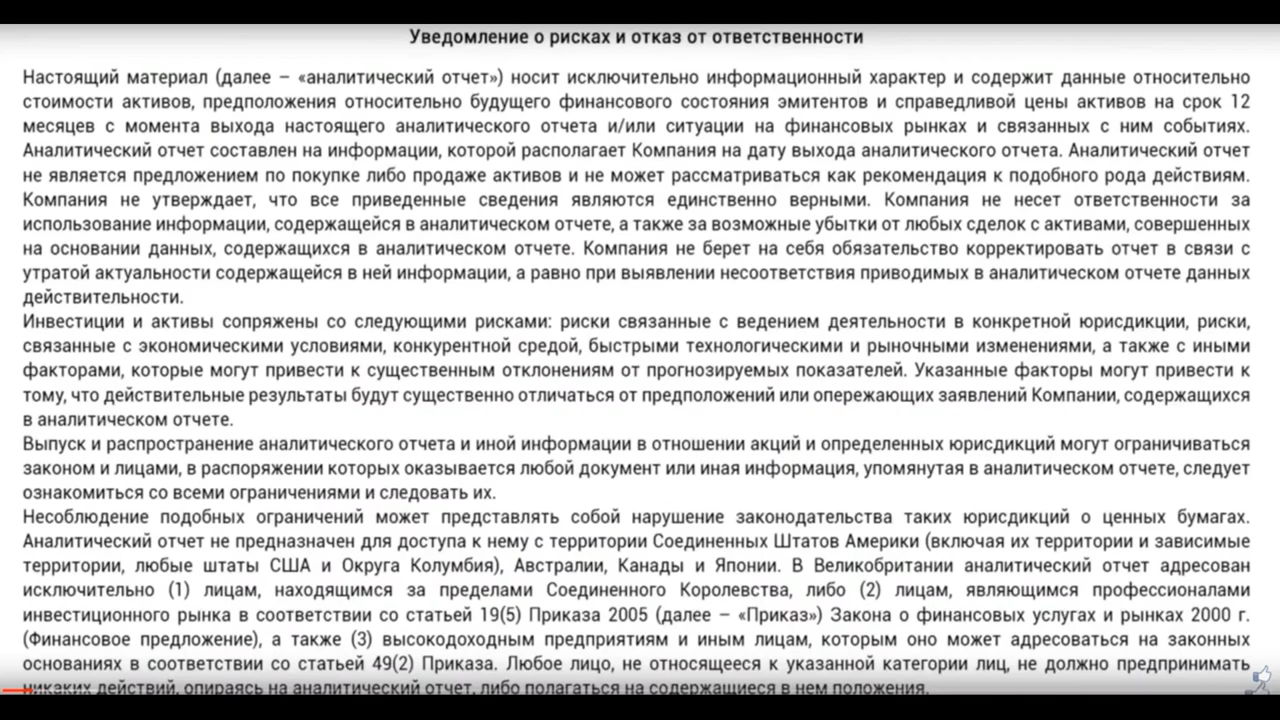 Уведомление о рисках и отказ от ответственности
Настоящий материал (далее – «аналитический отчет») носит исключительно информационный характер и содержит данные относительно
стоимости активов, предположения относительно будущего финансового состояния эмитентов и справедливой цены активов на срок 12
месяцев с момента выхода настоящего аналитического отчета и/или ситуации на финансовых рынках и связанных с ним событиях.
Аналитический отчет составлен на информации, которой располагает Компания на дату выхода аналитического отчета. Аналитический отчет
не является предложением по покупке либо продаже активов и не может рассматриваться как рекомендация к подобного рода действиям.
Компания не утверждает, что все приведенные сведения являются единственно верными. Компания не несет ответственности за
использование информации, содержащейся в аналитическом отчете, а также за возможные убытки от любых сделок с активами, совершенных
на основании данных, содержащихся в аналитическом отчете. Компания не берет на себя обязательство корректировать отчет в связи с
утратой актуальности содержащейся в ней информации, а равно при выявлении несоответствия приводимых в аналитическом отчете данных
действительности.
Инвестиции и активы сопряжены со следующими рисками: риски связанные с ведением деятельности в конкретной юрисдикции, риски,
связанные с экономическими условиями, конкурентной средой, быстрыми технологическими и рыночными изменениями, а также с иными
факторами, которые могут привести к существенным отклонениям от прогнозируемых показателей. Указанные факторы могут привести к
тому, что действительные результаты будут существенно отличаться от предположений или опережающих заявлений Компании, содержащихся
в аналитическом отчете.
Выпуск и распространение аналитического отчета и иной информации в отношении акций и определенных юрисдикций могут ограничиваться
законом и лицами, в распоряжении которых оказывается любой документ или иная информация, упомянутая в аналитическом отчете, следует
ознакомиться со всеми ограничениями и следовать их.
Несоблюдение подобных ограничений может представлять собой нарушение законодательства таких юрисдикций о ценных бумагах.
Аналитический отчет не предназначен для доступа к нему с территории Соединенных Штатов Америки (включая их территории и зависимые
территории, любые штаты США и Округа Колумбия), Австралии, Канады и Японии. В Великобритании аналитический отчет адресован
исключительно (1) лицам, находящимся за пределами Соединенного Королевства, либо (2) лицам, являющимся профессионалами
инвестиционного рынка в соответствии со статьей 19(5) Приказа 2005 (далее – «Приказ») Закона о финансовых услугах и рынках 2000 г.
(Финансовое предложение), а также (3) высокодоходным предприятиям и иным лицам, которым оно может адресоваться на законных
основаниях в соответствии со статьей 49(2) Приказа. Любое лицо, не относящееся к указанной категории лиц, не должно предпринимать
никаких действий, опираясь на аналитический отчет, либо полагаться на содержащиеся в нем положения.